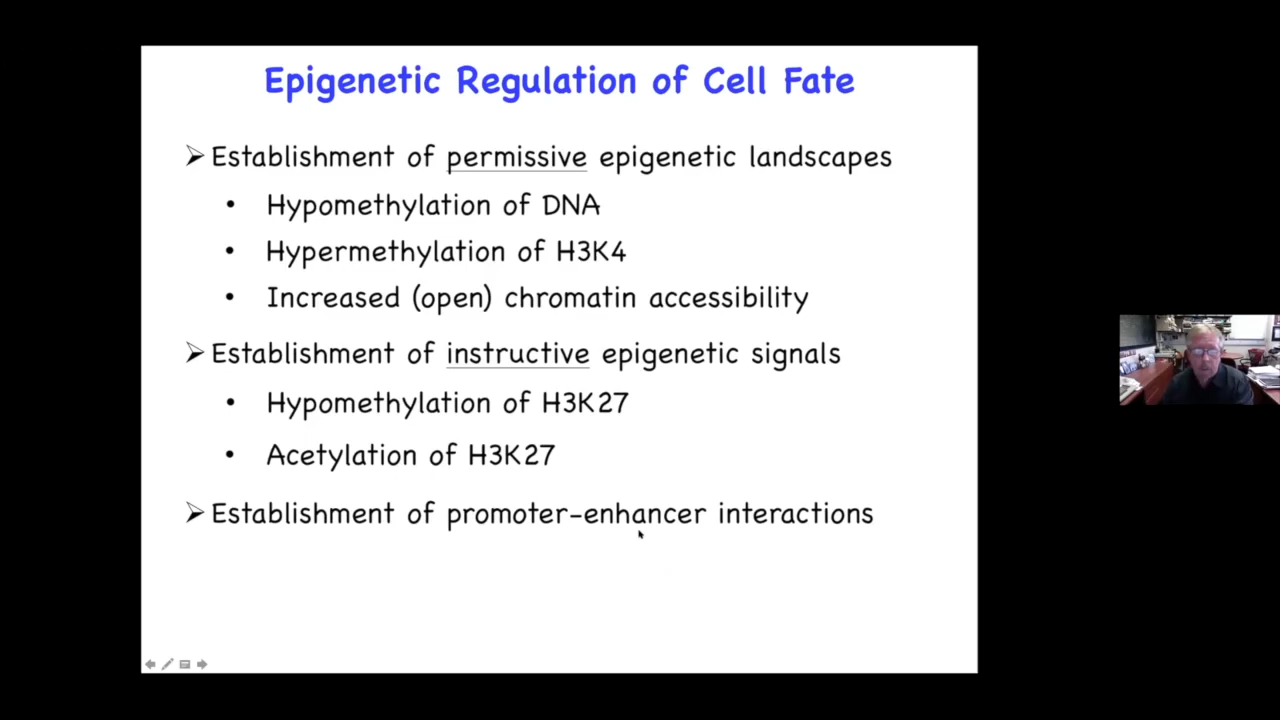 Epigenetic Regulation of Cell Fate
➢ Establishment of permissive epigenetic landscapes
• Hypomethylation of DNA
• Hypermethylation of H3K4
• Increased (open) chromatin accessibility
➢ Establishment of instructive epigenetic signals
• Hypomethylation of H3K27
• Acetylation of H3K27
➢ Establishment of promoter-enhancer interactions